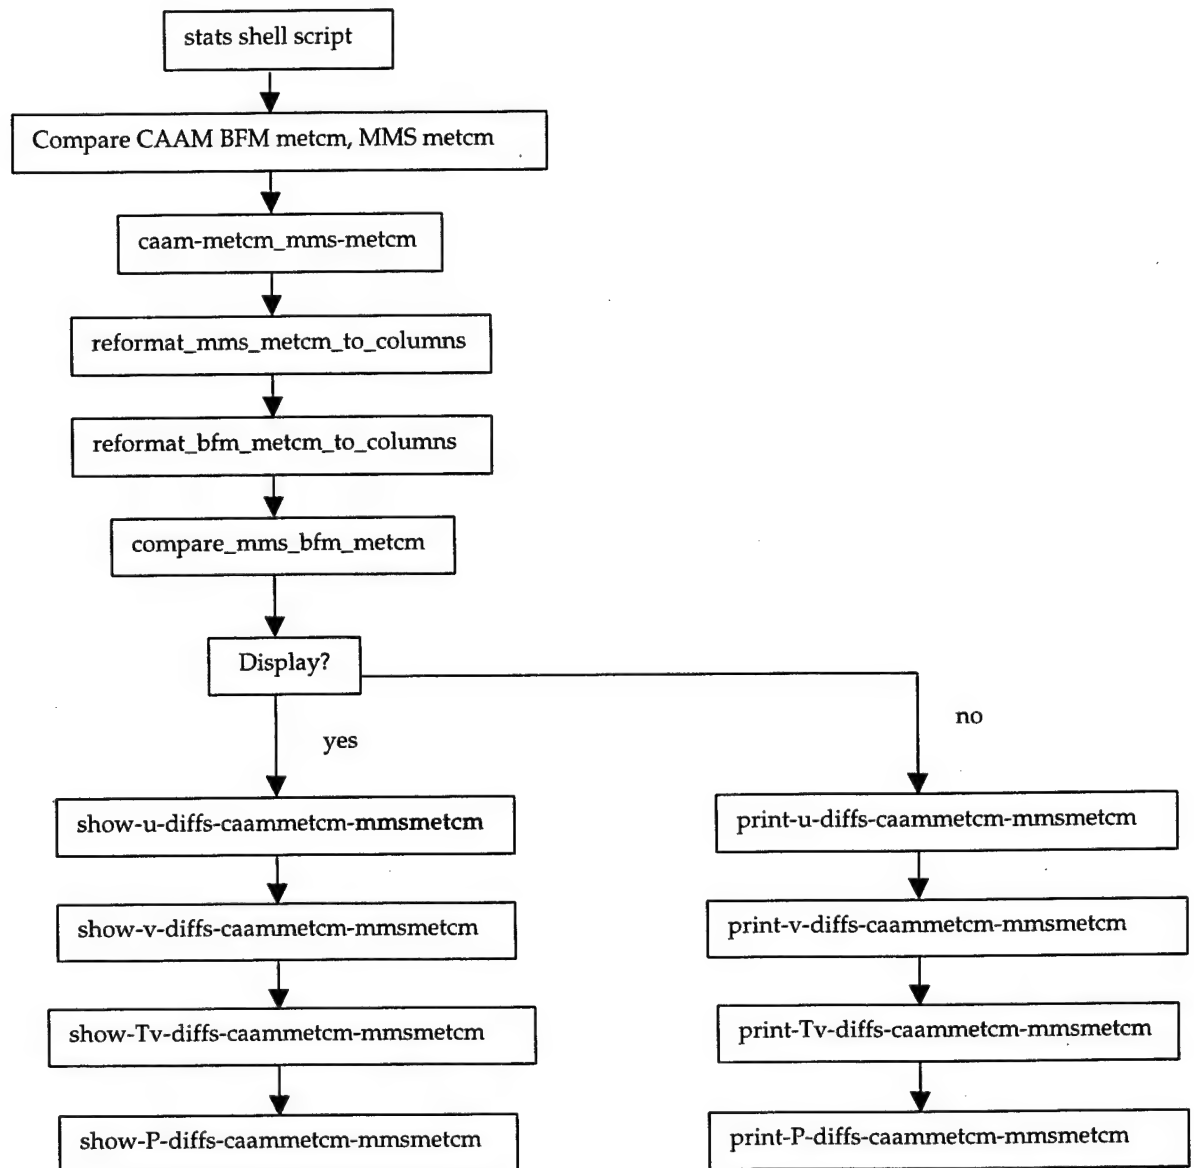 stats shell script
Compare CAAM BFM metcm, MMS metcm
caam-metcm_mms-metcm
reformat_mms_metcm_to_columns
reformat_bfm_metcm_to_columns
compare_mms_bfm_metcm
Display?
yes
no
show-u-diffs-caammetcm-mmsmetcm
print-u-diffs-caammetcm-mmsmetcm
show-v-diffs-caammetcm-mmsmetcm
print-v-diffs-caammetcm-mmsmetcm
show-Tv-diffs-caammetcm-mmsmetcm
print-Tv-diffs-caammetcm-mmsmetcm
show-P-diffs-caammetcm-mmsmetcm
print-P-diffs-caammetcm-mmsmetcm